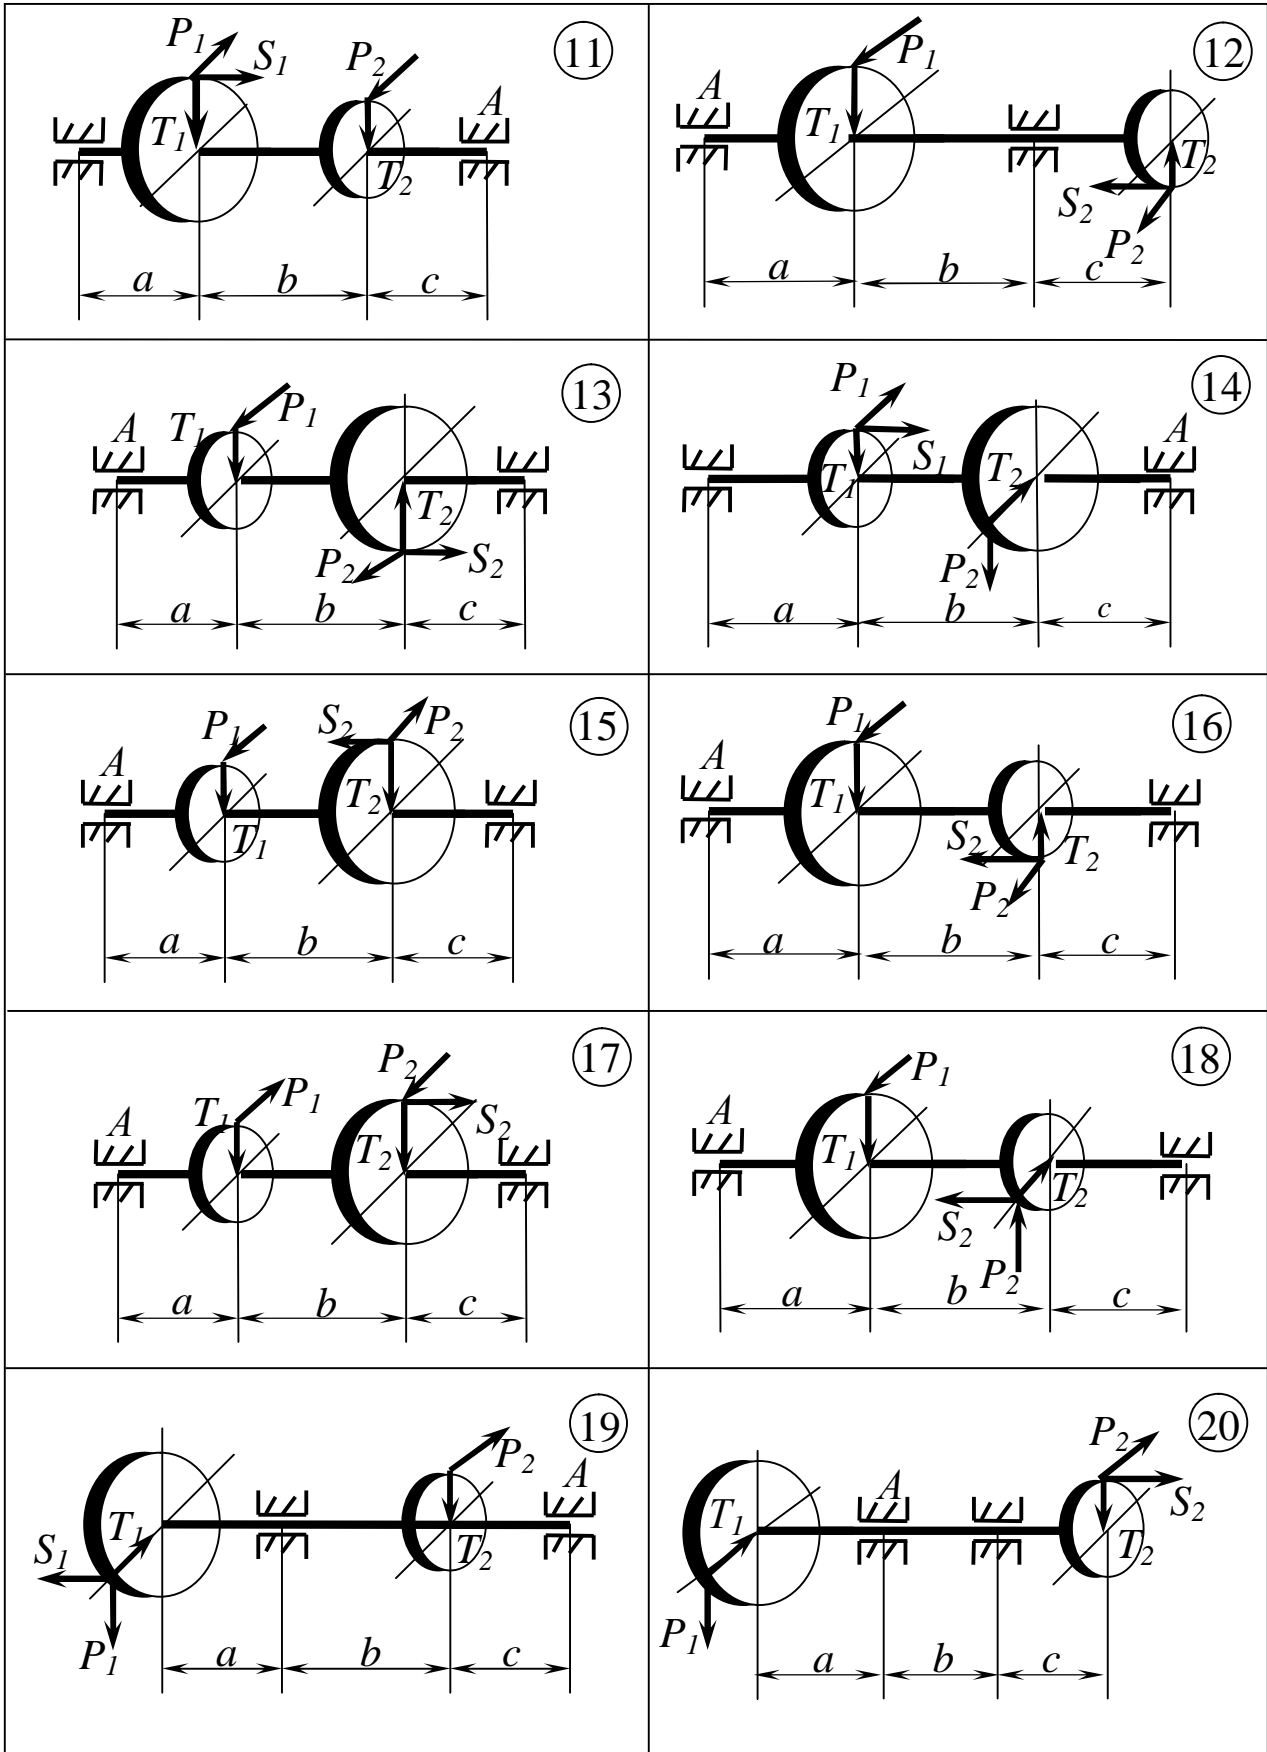 P1 S1 P2 A 11
T1 T2
a b c
A P1 12
T1 T2
S2 P2
a b c
A T1 P1 13
T2
P2 S2
a b c
P1 14
T1 S1 T2 A
P2
a b c
A P1 S2 P2 15
T1 T2
a b c
A P1 16
T1
S2 T2
P2
a b c
A T1 P1 P2 17
T2 S2
a b c
A P1 18
T1 T2
S2 P2
a b c
19
P2 A
T1 T2
S1
P1
a b c
20
P2
T1 A S2
T2
P1
a b c